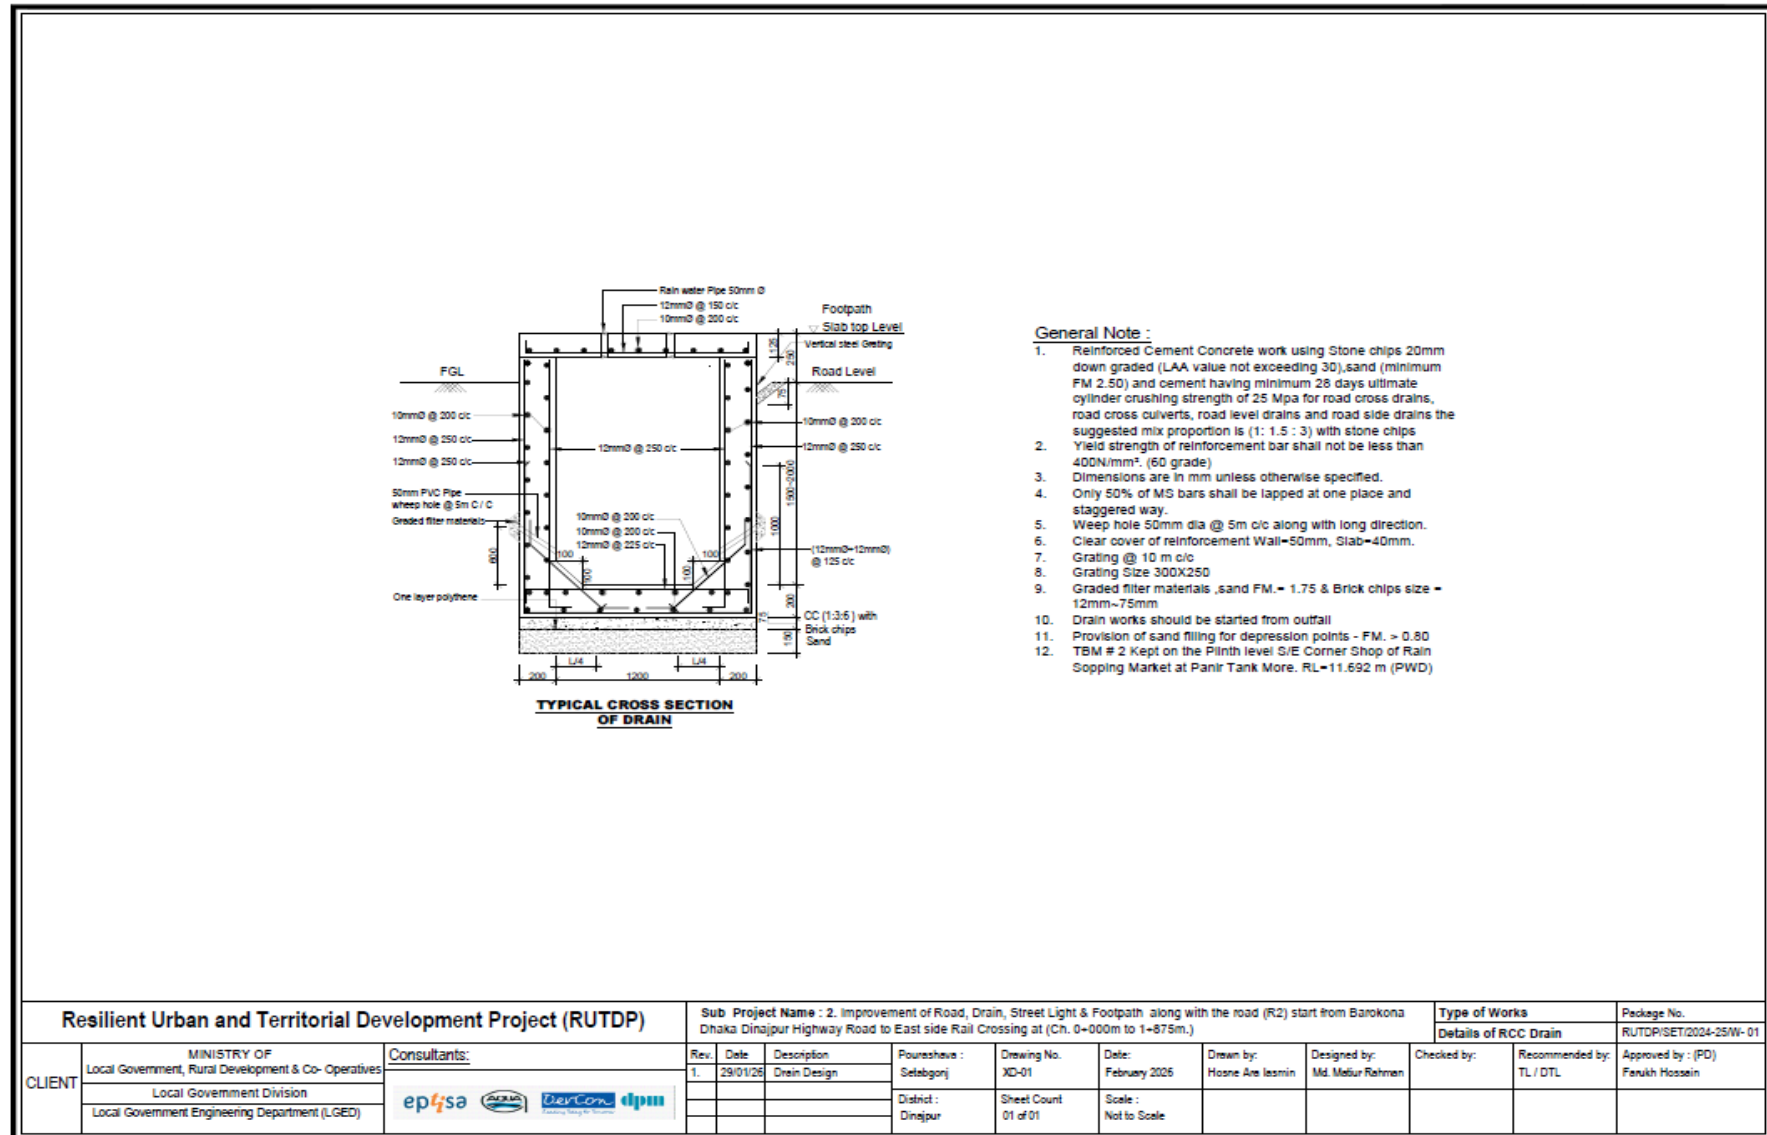 Rain water Pipe 50mm Ø
12mmØ @ 150 c/c
10mmØ @ 200 c/c
Footpath
Slab top Level
Vertical steel Grating
125
250
FGL
Road Level
75
10mmØ @ 200 c/c
12mmØ @ 250 c/c
12mmØ @ 250 c/c
12mmØ @ 250 c/c
10mmØ @ 200 c/c
12mmØ @ 250 c/c
1500~2000
1000
50mm PVC Pipe
wheep hole @ 5m C / C
Graded filter materials
600
10mmØ @ 200 c/c
10mmØ @ 200 c/c
12mmØ @ 225 c/c
100
100
100
100
(12mmØ+12mmØ)
@ 125 c/c
One layer polythene
200
75
150
CC (1:3:6 ) with
Brick chips
Sand
L/4
L/4
200
1200
200
TYPICAL CROSS SECTION
OF DRAIN
General Note :
1. Reinforced Cement Concrete work using Stone chips 20mm
down graded (LAA value not exceeding 30),sand (minimum
FM 2.50) and cement having minimum 28 days ultimate
cylinder crushing strength of 25 Mpa for road cross drains,
road cross culverts, road level drains and road side drains the
suggested mix proportion is (1: 1.5 : 3) with stone chips
2. Yield strength of reinforcement bar shall not be less than
400N/mm². (60 grade)
3. Dimensions are in mm unless otherwise specified.
4. Only 50% of MS bars shall be lapped at one place and
staggered way.
5. Weep hole 50mm dia @ 5m c/c along with long direction.
6. Clear cover of reinforcement Wall=50mm, Slab=40mm.
7. Grating @ 10 m c/c
8. Grating Size 300X250
9. Graded filter materials ,sand FM.= 1.75 & Brick chips size =
12mm~75mm
10. Drain works should be started from outfall
11. Provision of sand filling for depression points - FM. > 0.80
12. TBM # 2 Kept on the Plinth level S/E Corner Shop of Rain
Sopping Market at Panir Tank More. RL=11.692 m (PWD)
Resilient Urban and Territorial Development Project (RUTDP)
Sub Project Name : 2. Improvement of Road, Drain, Street Light & Footpath along with the road (R2) start from Barokona
Dhaka Dinajpur Highway Road to East side Rail Crossing at (Ch. 0+000m to 1+875m.)
Type of Works
Details of RCC Drain
Package No.
RUTDP/SET/2024-25/W- 01
CLIENT
MINISTRY OF
Local Government, Rural Development & Co- Operatives
Local Government Division
Local Government Engineering Department (LGED)
Consultants:
eptisa
AQUA
DevCon
dpm
Rev. Date Description
1. 29/01/26 Drain Design
Pourashava :
Setabgonj
District :
Dinajpur
Drawing No.
XD-01
Sheet Count
01 of 01
Date:
February 2026
Scale :
Not to Scale
Drawn by:
Hosne Ara Iasmin
Designed by:
Md. Matiur Rahman
Checked by:
Recommended by:
TL / DTL
Approved by : (PD)
Farukh Hossain